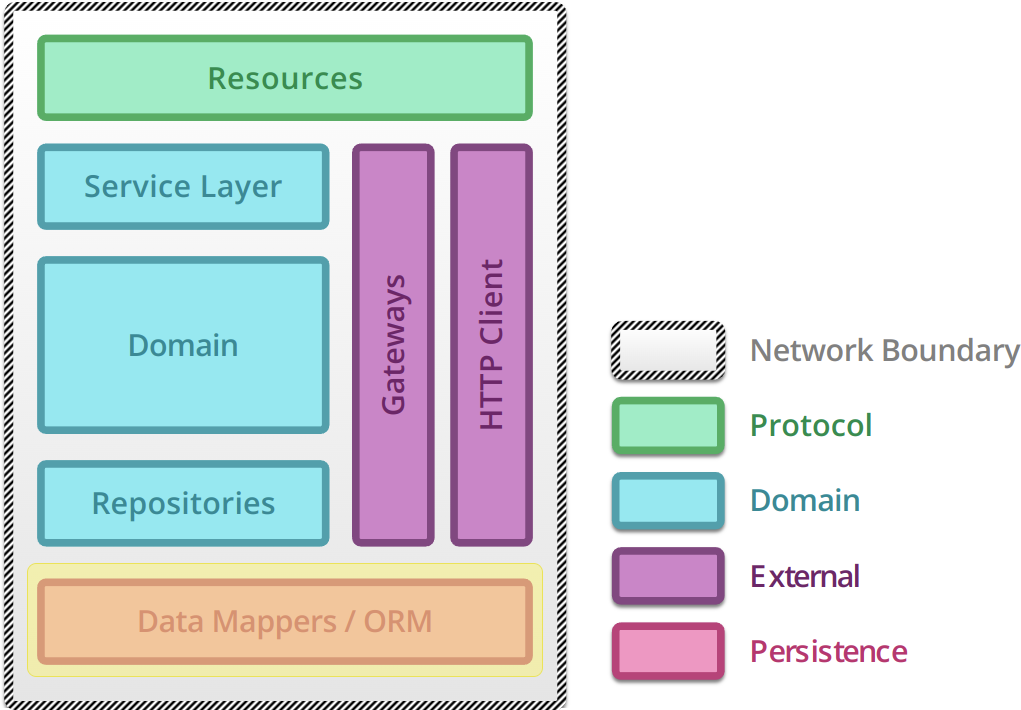 Resources
Service Layer
Domain
Repositories
Gateways
HTTP Client
Data Mappers / ORM
Network Boundary
Protocol
Domain
External
Persistence